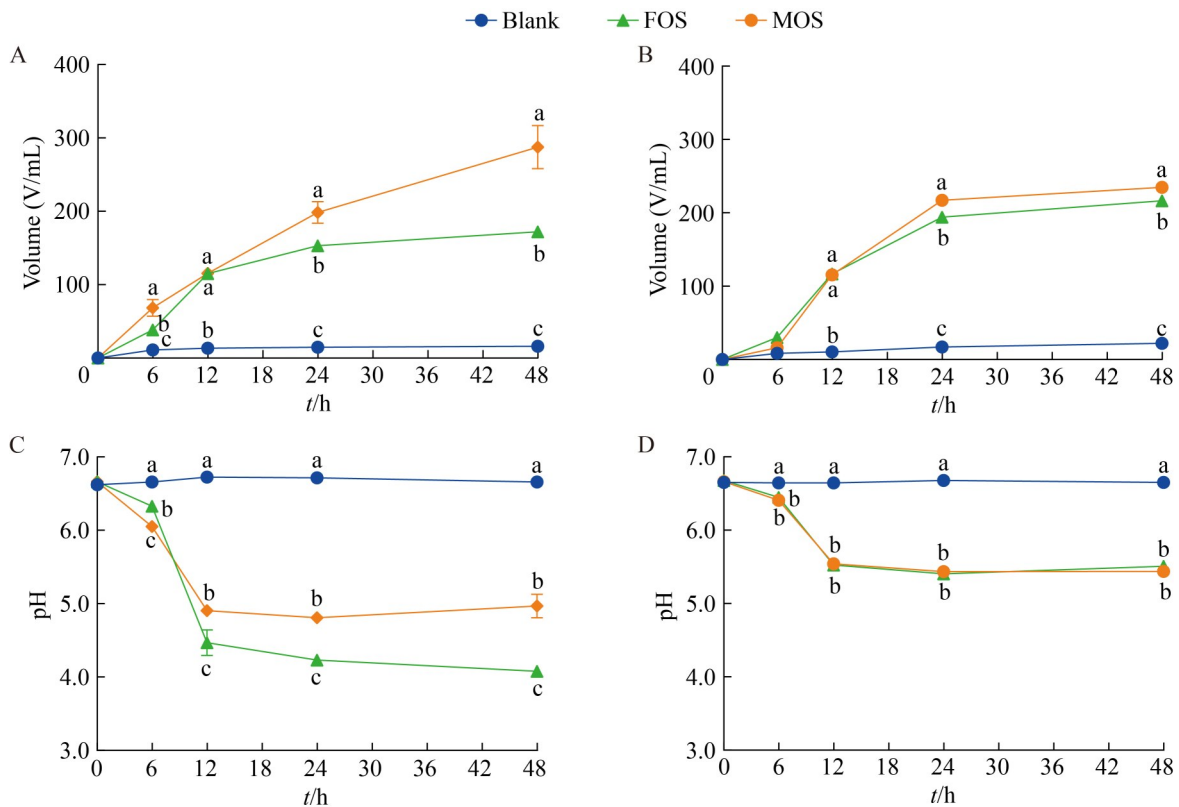 Blank FOS MOS
A
400
300
200
100
0 6 12 18 24 30 36 42 48
t/h
Volume (V/mL)
a a a a
b a b b
c b c c
B
400
300
200
100
0 6 12 18 24 30 36 42 48
t/h
Volume (V/mL)
a a a
a b b
b c c
C
7.0
6.0
5.0
4.0
3.0
0 6 12 18 24 30 36 42 48
t/h
pH
a a a a
b b b b
c c c c
D
7.0
6.0
5.0
4.0
3.0
0 6 12 18 24 30 36 42 48
t/h
pH
a a a a
b b b b
b b b b